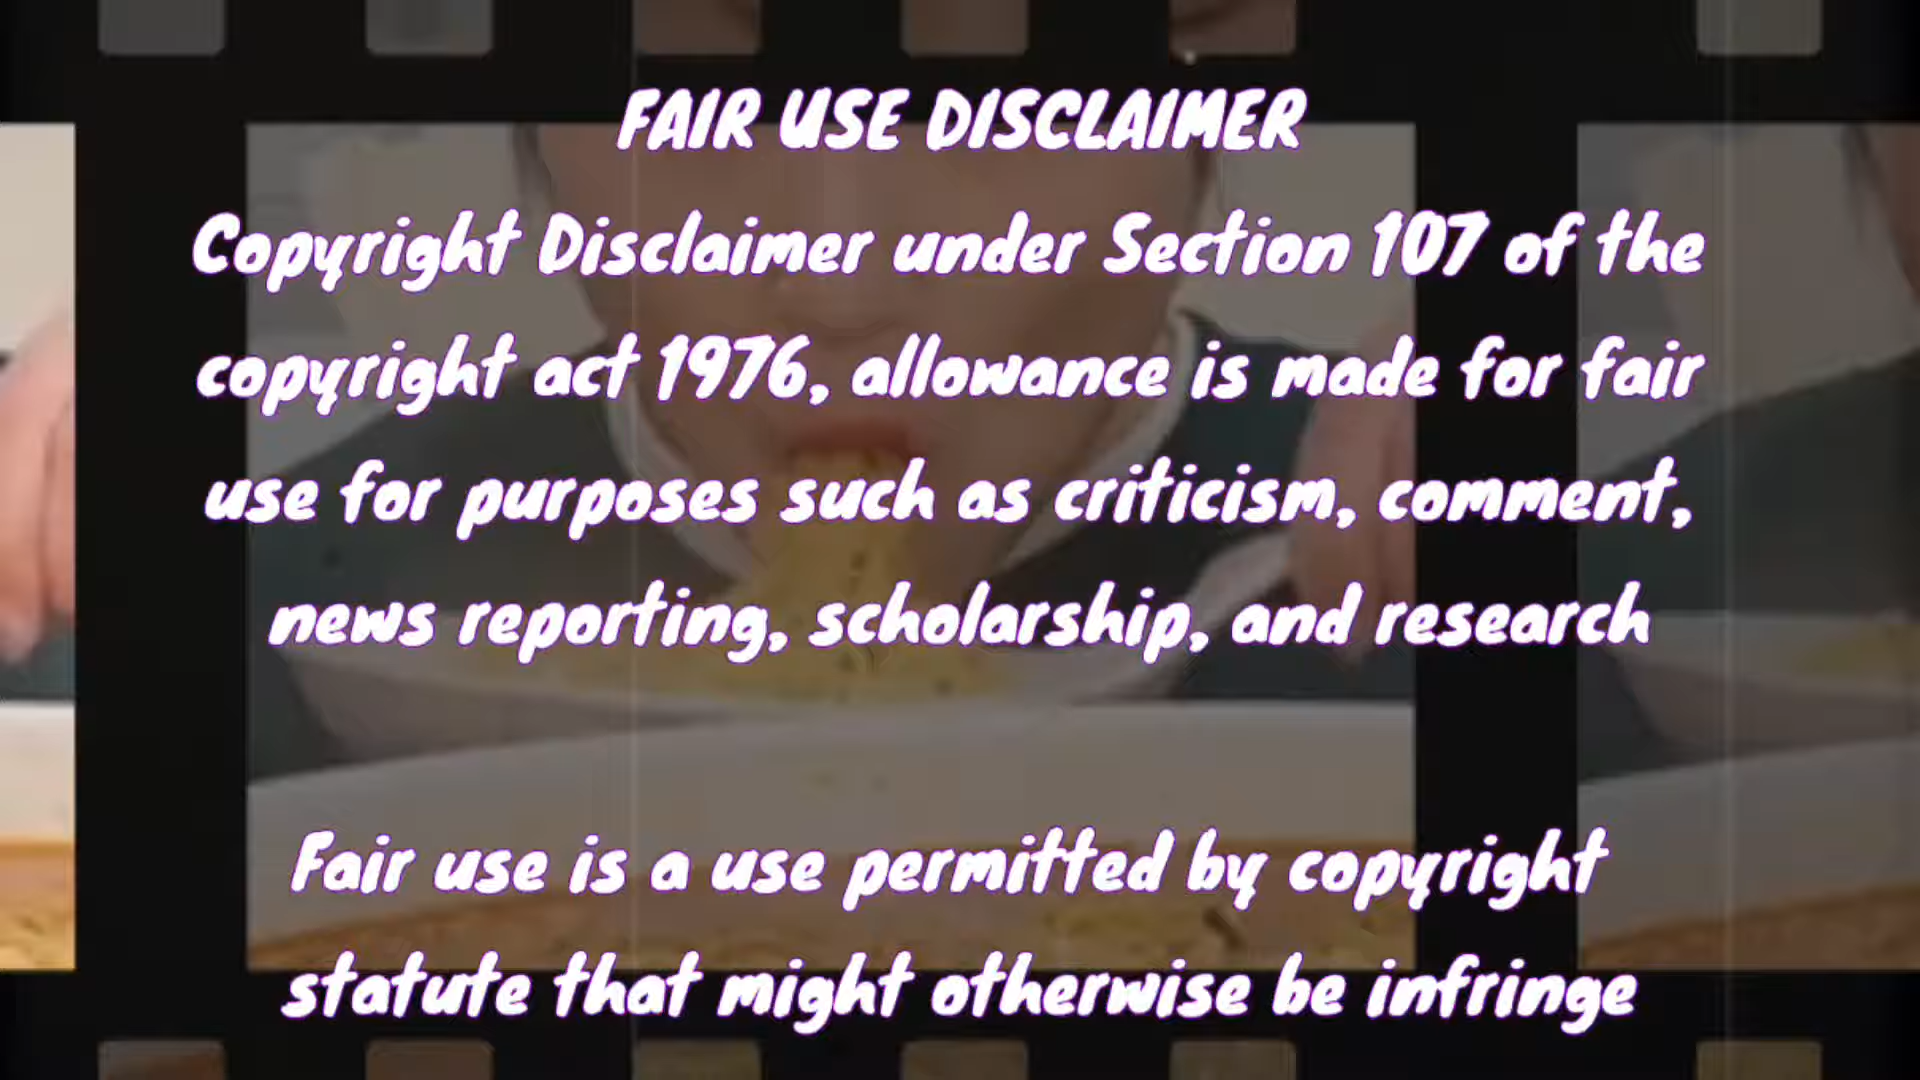 FAIR USE DISCLAIMER
Copyright Disclaimer under Section 107 of the
copyright act 1976, allowance is made for fair
use for purposes such as criticism, comment,
news reporting, scholarship, and research
Fair use is a use permitted by copyright
statute that might otherwise be infringe